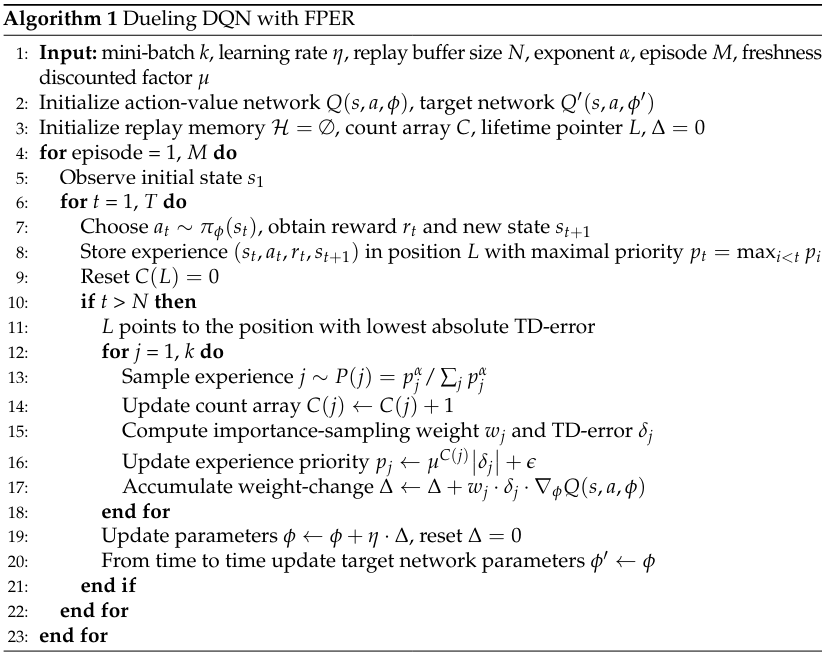 Algorithm 1 Dueling DQN with FPER
1: Input: mini-batch k, learning rate η, replay buffer size N, exponent α, episode M, freshness
discounted factor μ
2: Initialize action-value network Q(s, a, ϕ), target network Q′(s, a, ϕ′)
3: Initialize replay memory ℋ = ∅, count array C, lifetime pointer L, Δ = 0
4: for episode = 1, M do
5: Observe initial state s₁
6: for t = 1, T do
7: Choose aₜ ∼ π_ϕ(sₜ), obtain reward rₜ and new state sₜ₊₁
8: Store experience (sₜ, aₜ, rₜ, sₜ₊₁) in position L with maximal priority pₜ = max_{i<t} pᵢ
9: Reset C(L) = 0
10: if t > N then
11: L points to the position with lowest absolute TD-error
12: for j = 1, k do
13: Sample experience j ∼ P(j) = p_j^α / ∑_j p_j^α
14: Update count array C(j) ← C(j) + 1
15: Compute importance-sampling weight w_j and TD-error δ_j
16: Update experience priority p_j ← μ^{C(j)} |δ_j| + ϵ
17: Accumulate weight-change Δ ← Δ + w_j · δ_j · ∇_ϕ Q(s, a, ϕ)
18: end for
19: Update parameters ϕ ← ϕ + η · Δ, reset Δ = 0
20: From time to time update target network parameters ϕ′ ← ϕ
21: end if
22: end for
23: end for